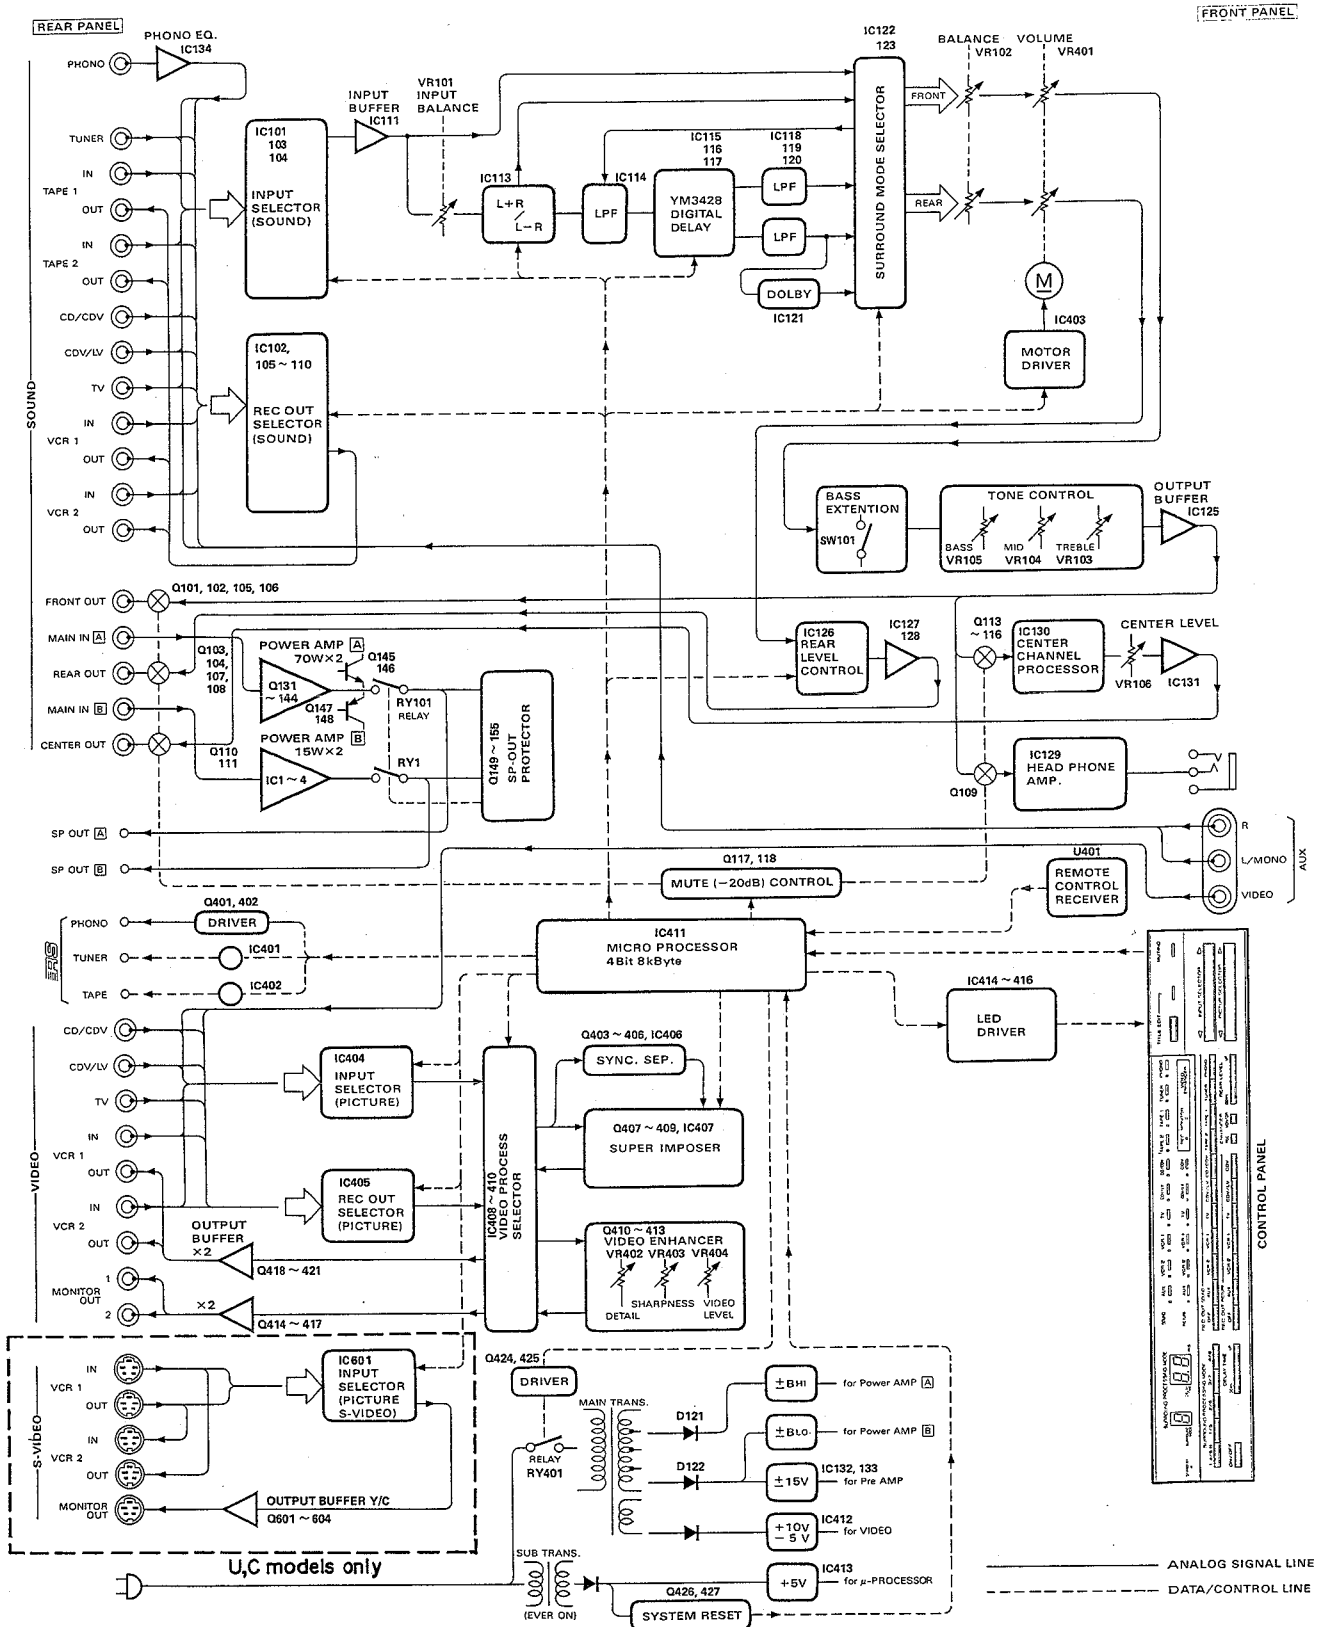 REAR PANEL
FRONT PANEL
PHONO EQ.
IC134
PHONO
TUNER
IN
TAPE 1
OUT
IN
TAPE 2
OUT
CD/CDV
CDV/LV
TV
IN
VCR 1
OUT
IN
VCR 2
OUT
SOUND
IC101
103
104
INPUT
SELECTOR
(SOUND)
IC102,
105 ~ 110
REC OUT
SELECTOR
(SOUND)
INPUT
BUFFER
IC111
VR101
INPUT
BALANCE
IC113
L+R
L−R
IC114
LPF
IC115
116
117
YM3428
DIGITAL
DELAY
IC118
119
120
LPF
LPF
DOLBY
IC121
IC122
123
SURROUND MODE SELECTOR
FRONT
REAR
BALANCE
VR102
VOLUME
VR401
M
IC403
MOTOR
DRIVER
BASS
EXTENTION
SW101
TONE CONTROL
BASS
VR105
MID
VR104
TREBLE
VR103
OUTPUT
BUFFER
IC125
FRONT OUT
Q101, 102, 105, 106
MAIN IN A
REAR OUT
MAIN IN B
CENTER OUT
Q103,
104,
107,
108
Q110
111
POWER AMP A
70W×2
Q131
~ 144
Q145
146
Q147
148
RY101
RELAY
POWER AMP B
15W×2
IC1 ~ 4
RY1
Q149 ~ 155
SP-OUT
PROTECTOR
IC126
REAR
LEVEL
CONTROL
IC127
128
Q113
~ 116
IC130
CENTER
CHANNEL
PROCESSOR
CENTER LEVEL
VR106
IC131
IC129
HEAD PHONE
AMP.
Q109
SP OUT A
SP OUT B
R
L/MONO
VIDEO
AUX
Q117, 118
MUTE (−20dB) CONTROL
U401
REMOTE
CONTROL
RECEIVER
PHONO
TUNER
TAPE
Q401, 402
DRIVER
IC401
IC402
IC411
MICRO PROCESSOR
4Bit 8kByte
IC414 ~ 416
LED
DRIVER
CONTROL PANEL
CD/CDV
CDV/LV
TV
IN
VCR 1
OUT
IN
VCR 2
OUT
1
MONITOR
OUT
2
VIDEO
IC404
INPUT
SELECTOR
(PICTURE)
IC405
REC OUT
SELECTOR
(PICTURE)
OUTPUT
BUFFER
×2
Q418 ~ 421
×2
Q414 ~ 417
IC408 ~ 410
VIDEO PROCESS
SELECTOR
Q403 ~ 406, IC406
SYNC. SEP.
Q407 ~ 409, IC407
SUPER IMPOSER
Q410 ~ 413
VIDEO ENHANCER
VR402 VR403 VR404
DETAIL
SHARPNESS
VIDEO
LEVEL
IN
VCR 1
OUT
IN
VCR 2
OUT
MONITOR
OUT
S-VIDEO
IC601
INPUT
SELECTOR
(PICTURE
S-VIDEO)
OUTPUT BUFFER Y/C
Q601 ~ 604
U,C models only
Q424, 425
DRIVER
RELAY
RY401
MAIN TRANS.
D121
D122
±BHI
for Power AMP A
±BLO.
for Power AMP B
±15V
IC132, 133
for Pre AMP
+10V
− 5 V
IC412
for VIDEO
SUB TRANS.
(EVER ON)
+5V
IC413
for μ-PROCESSOR
Q426, 427
SYSTEM RESET
ANALOG SIGNAL LINE
DATA/CONTROL LINE